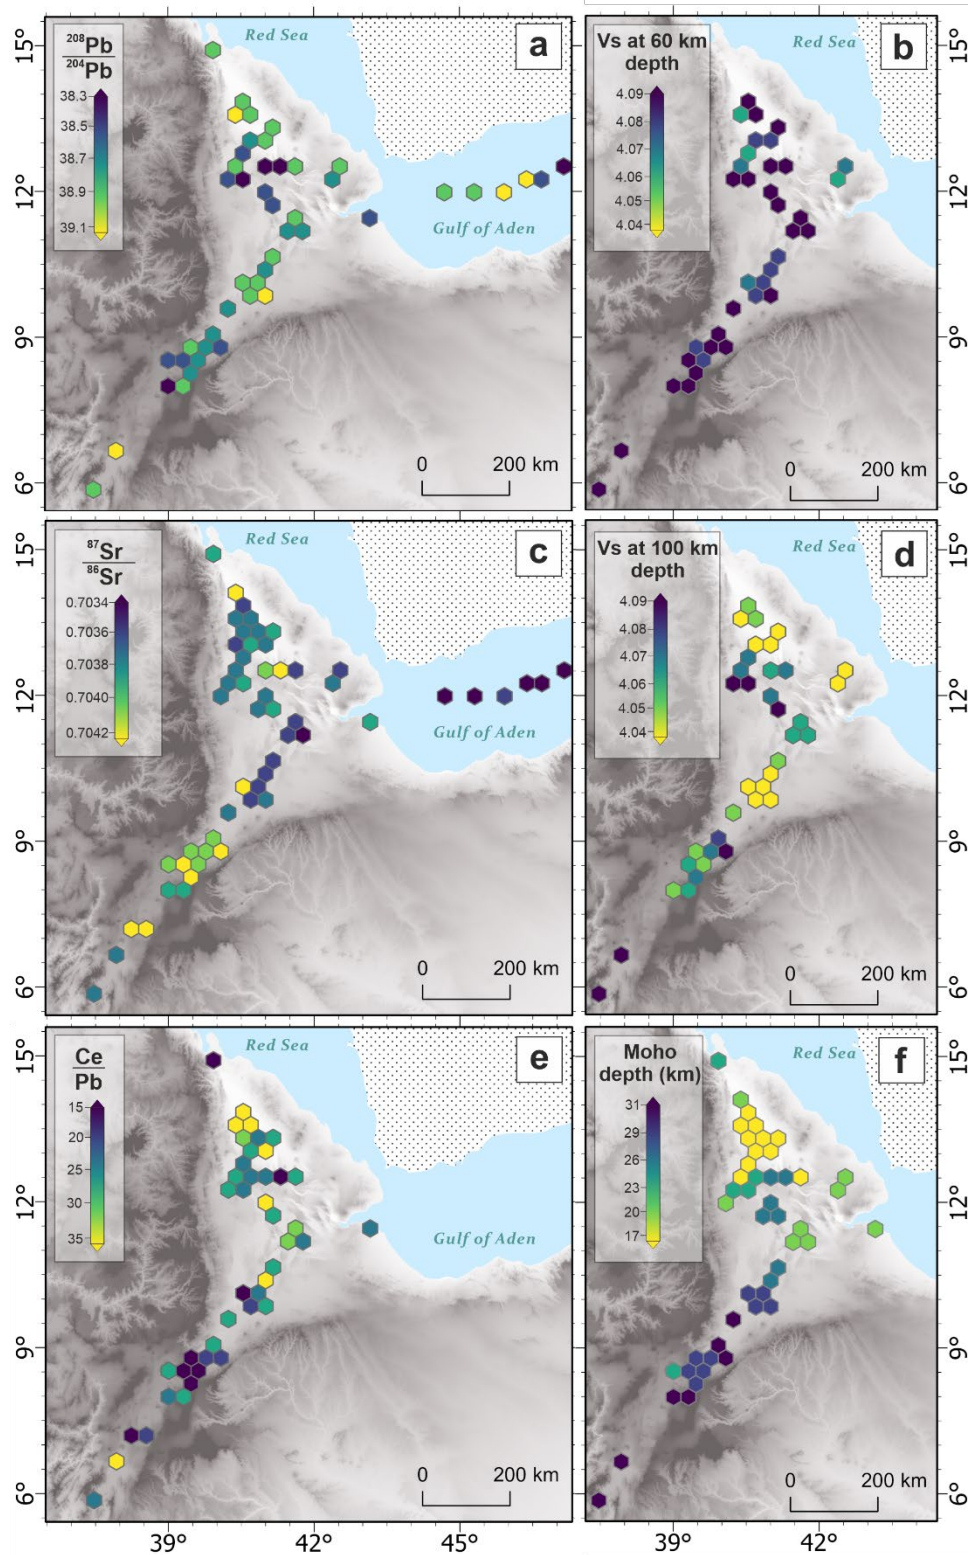 ²⁰⁸Pb
²⁰⁴Pb
38.3
38.5
38.7
38.9
39.1
Red Sea
a
Gulf of Aden
0 200 km
15°
12°
9°
6°
Vs at 60 km
depth
4.09
4.08
4.07
4.06
4.05
4.04
Red Sea
b
0 200 km
15°
12°
9°
6°
⁸⁷Sr
⁸⁶Sr
0.7034
0.7036
0.7038
0.7040
0.7042
Red Sea
c
Gulf of Aden
0 200 km
15°
12°
9°
6°
Vs at 100 km
depth
4.09
4.08
4.07
4.05
4.04
Red Sea
d
0 200 km
15°
12°
9°
6°
Ce
Pb
15
20
25
30
35
Red Sea
e
Gulf of Aden
0 200 km
15°
12°
9°
6°
39° 42° 45°
Moho
depth (km)
31
29
26
23
20
17
Red Sea
f
0 200 km
15°
12°
9°
6°
39° 42°